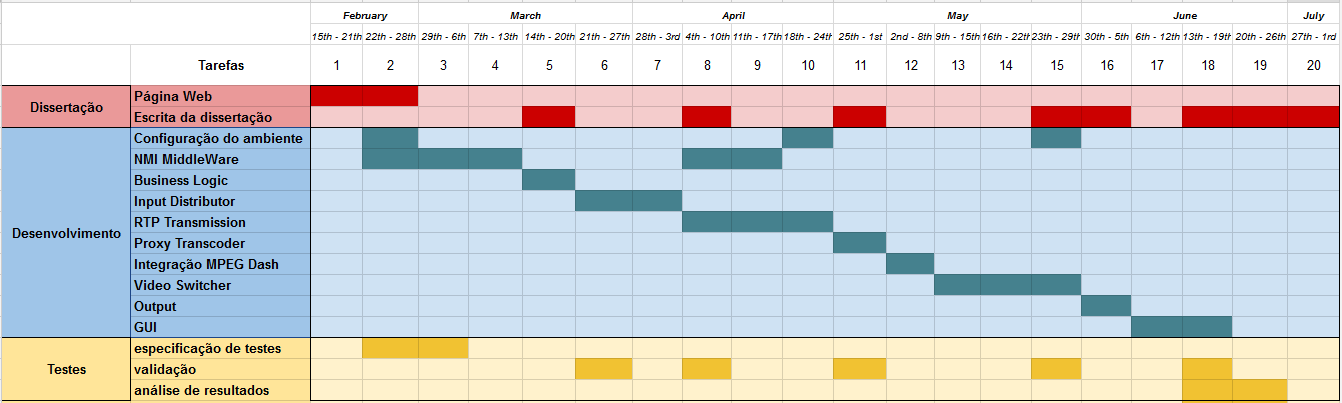 February March April May June July
15th - 21th 22th - 28th 29th - 6th 7th - 13th 14th - 20th 21th - 27th 28th - 3rd 4th - 10th 11th - 17th 18th - 24th 25th - 1st 2nd - 8th 9th - 15th 16th - 22th 23th - 29th 30th - 5th 6th - 12th 13th - 19th 20th - 26th 27th - 1rd
Tarefas 1 2 3 4 5 6 7 8 9 10 11 12 13 14 15 16 17 18 19 20
Dissertação
Página Web
Escrita da dissertação
Desenvolvimento
Configuração do ambiente
NMI MiddleWare
Business Logic
Input Distributor
RTP Transmission
Proxy Transcoder
Integração MPEG Dash
Video Switcher
Output
GUI
Testes
especificação de testes
validação
análise de resultados